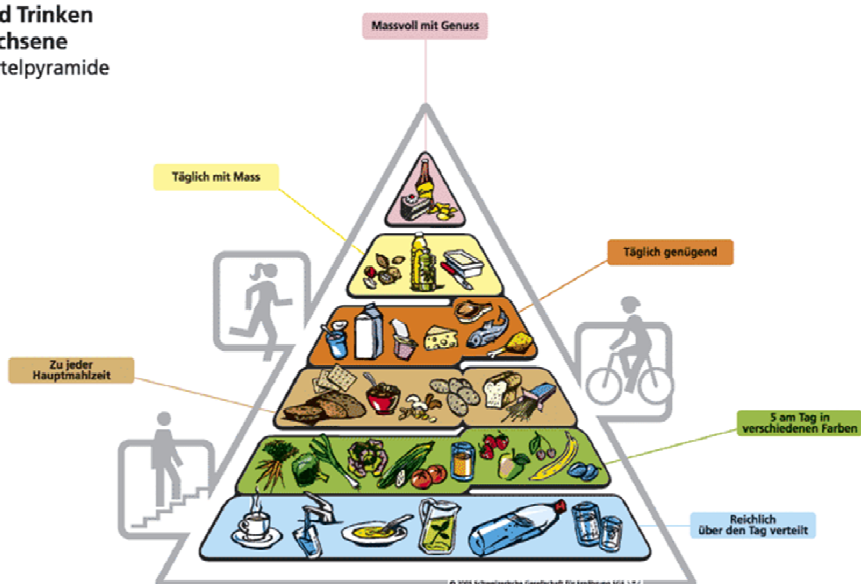 d Trinken
chsene
telpyramide
Massvoll mit Genuss
Täglich mit Mass
Täglich genügend
Zu jeder
Hauptmahlzeit
5 am Tag in
verschiedenen Farben
Reichlich
über den Tag verteilt